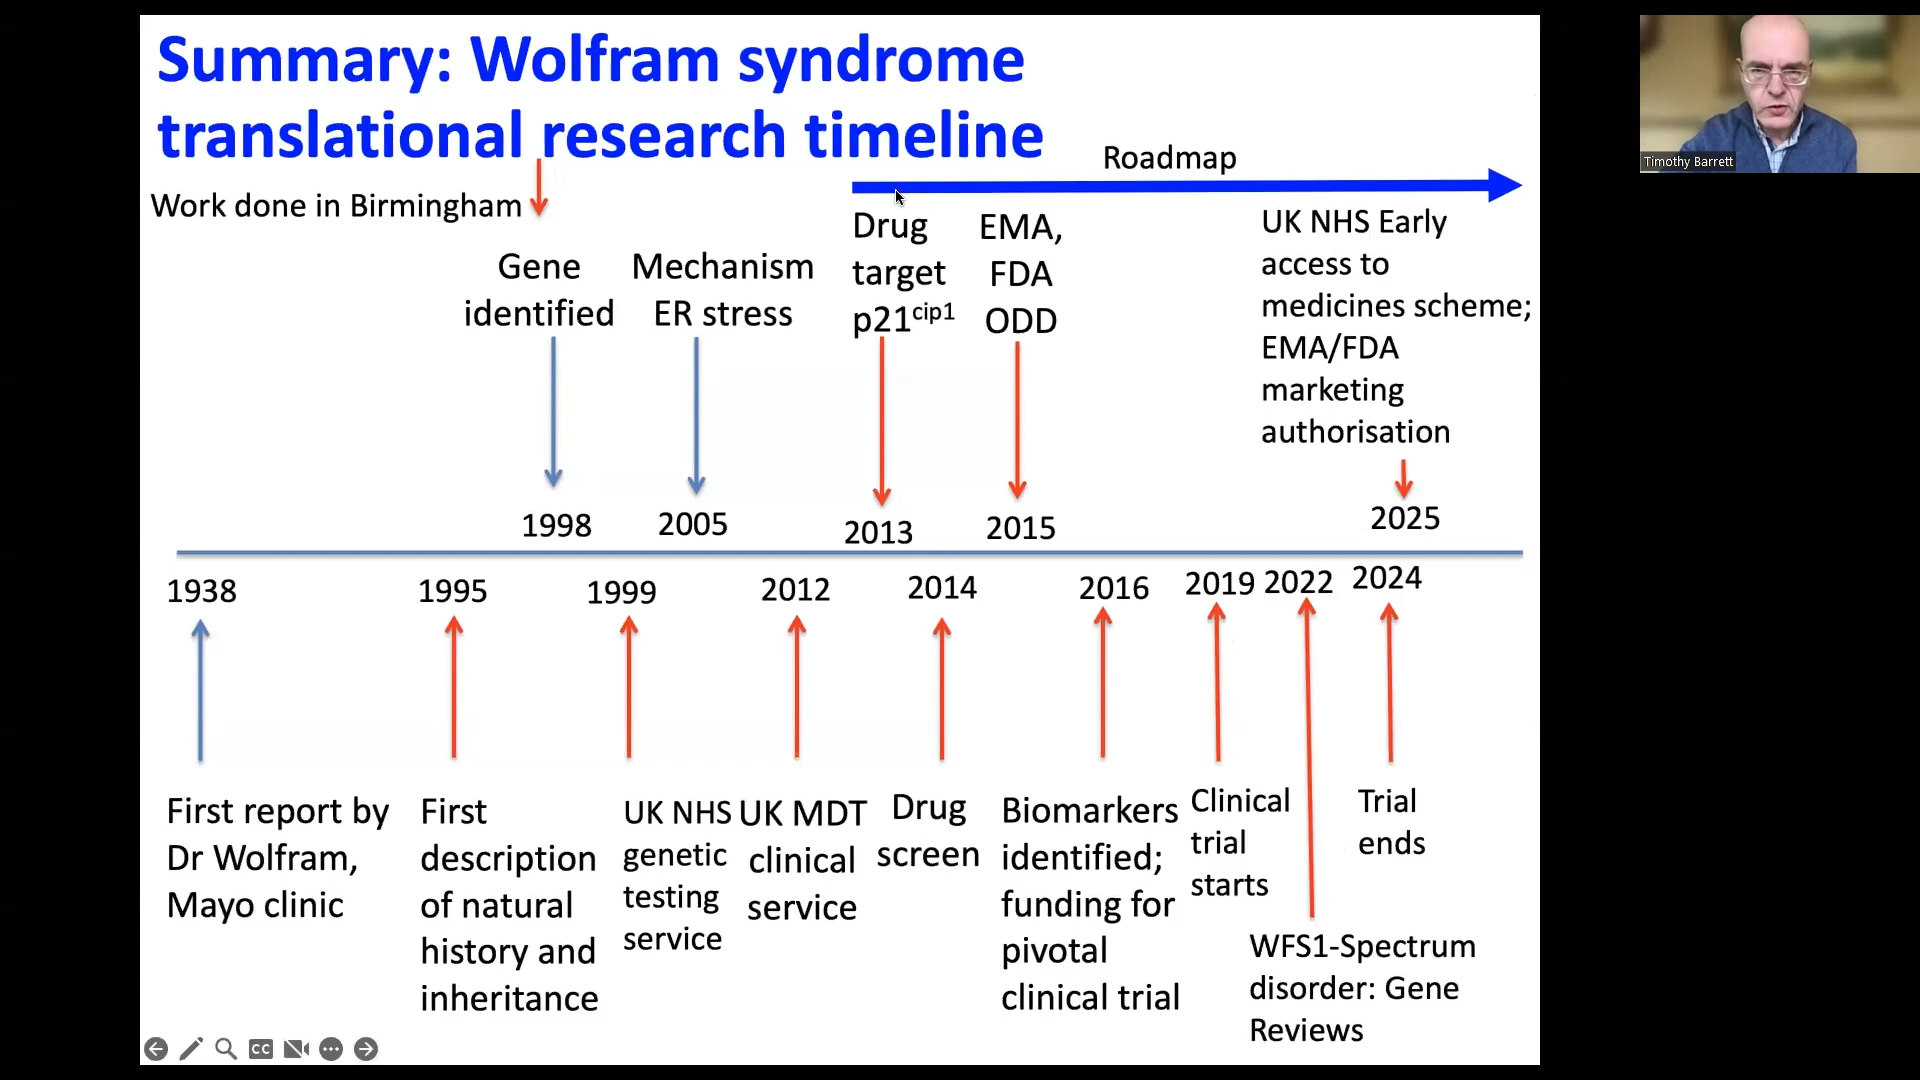 Summary: Wolfram syndrome
translational research timeline
Timothy Barrett
Roadmap
Work done in Birmingham
Gene
identified
Mechanism
ER stress
Drug
target
p21cip1
EMA,
FDA
ODD
UK NHS Early
access to
medicines scheme;
EMA/FDA
marketing
authorisation
1998
2005
2013
2015
2025
1938
1995
1999
2012
2014
2016
2019
2022
2024
First report by
Dr Wolfram,
Mayo clinic
First
description
of natural
history and
inheritance
UK NHS
genetic
testing
service
UK MDT
clinical
service
Drug
screen
Biomarkers
identified;
funding for
pivotal
clinical trial
Clinical
trial
starts
WFS1-Spectrum
disorder: Gene
Reviews
Trial
ends
CC